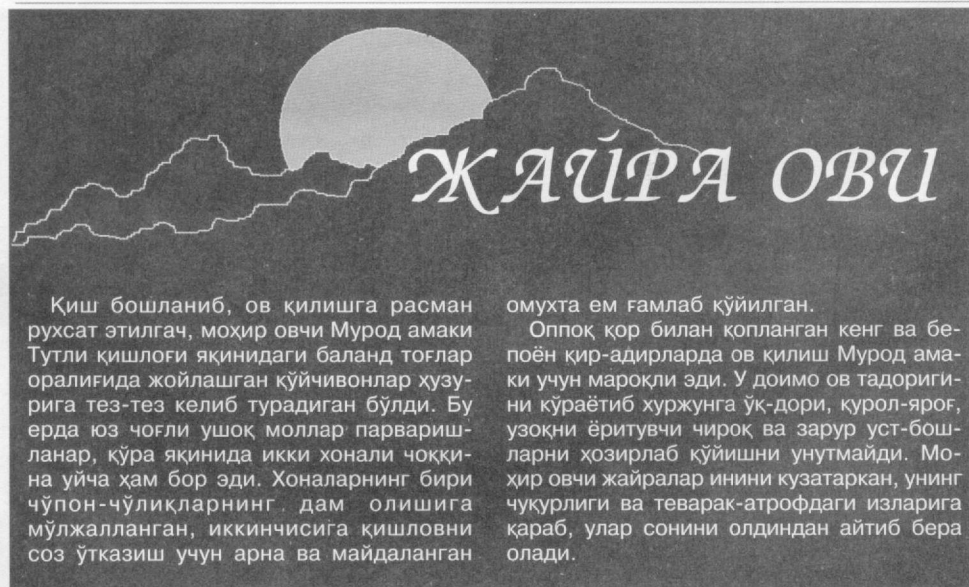 ЖАЙРА ОВИ
Қиш бошланиб, ов қилишга расман
рухсат этилгач, моҳир овчи Мурод амаки
Тутли қишлоғи яқинидаги баланд тоғлар
оралиғида жойлашган қўйчивонлар ҳузу-
рига тез-тез келиб турадиган бўлди. Бу
ерда юз чоғли ушоқ моллар парвариш-
ланар, қўра яқинида икки хонали чоққи-
на уйча ҳам бор эди. Хоналарнинг бири
чўпон-чўлиқларнинг дам олишига
мўлжалланган, иккинчисига қишловни
соз ўтказиш учун арна ва майдаланган
омухта ем ғамлаб қўйилган.
Оппоқ қор билан қопланган кенг ва бе-
поён қир-адирларда ов қилиш Мурод ама-
ки учун мароқли эди. У доимо ов тадориги-
ни кўраётиб хуржунга ўқ-дори, қурол-яроғ,
узоқни ёритувчи чироқ ва зарур уст-бош-
ларни ҳозирлаб қўйишни унутмайди. Мо-
ҳир овчи жайралар инини кузатаркан, унинг
чуқурлиги ва теварак-атрофдаги изларига
қараб, улар сонини олдиндан айтиб бера
олади.